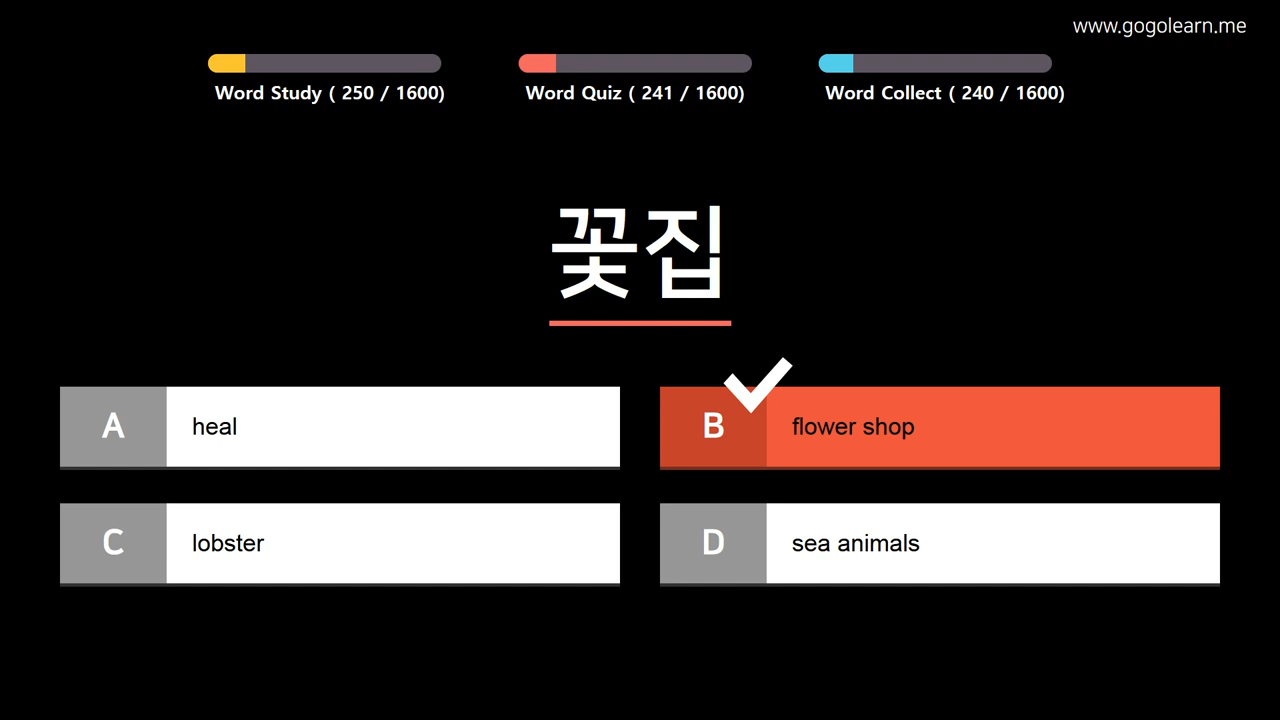 www.gogolearn.me
Word Study ( 250 / 1600)
Word Quiz ( 241 / 1600)
Word Collect ( 240 / 1600)
꽃집
A heal
B flower shop
C lobster
D sea animals